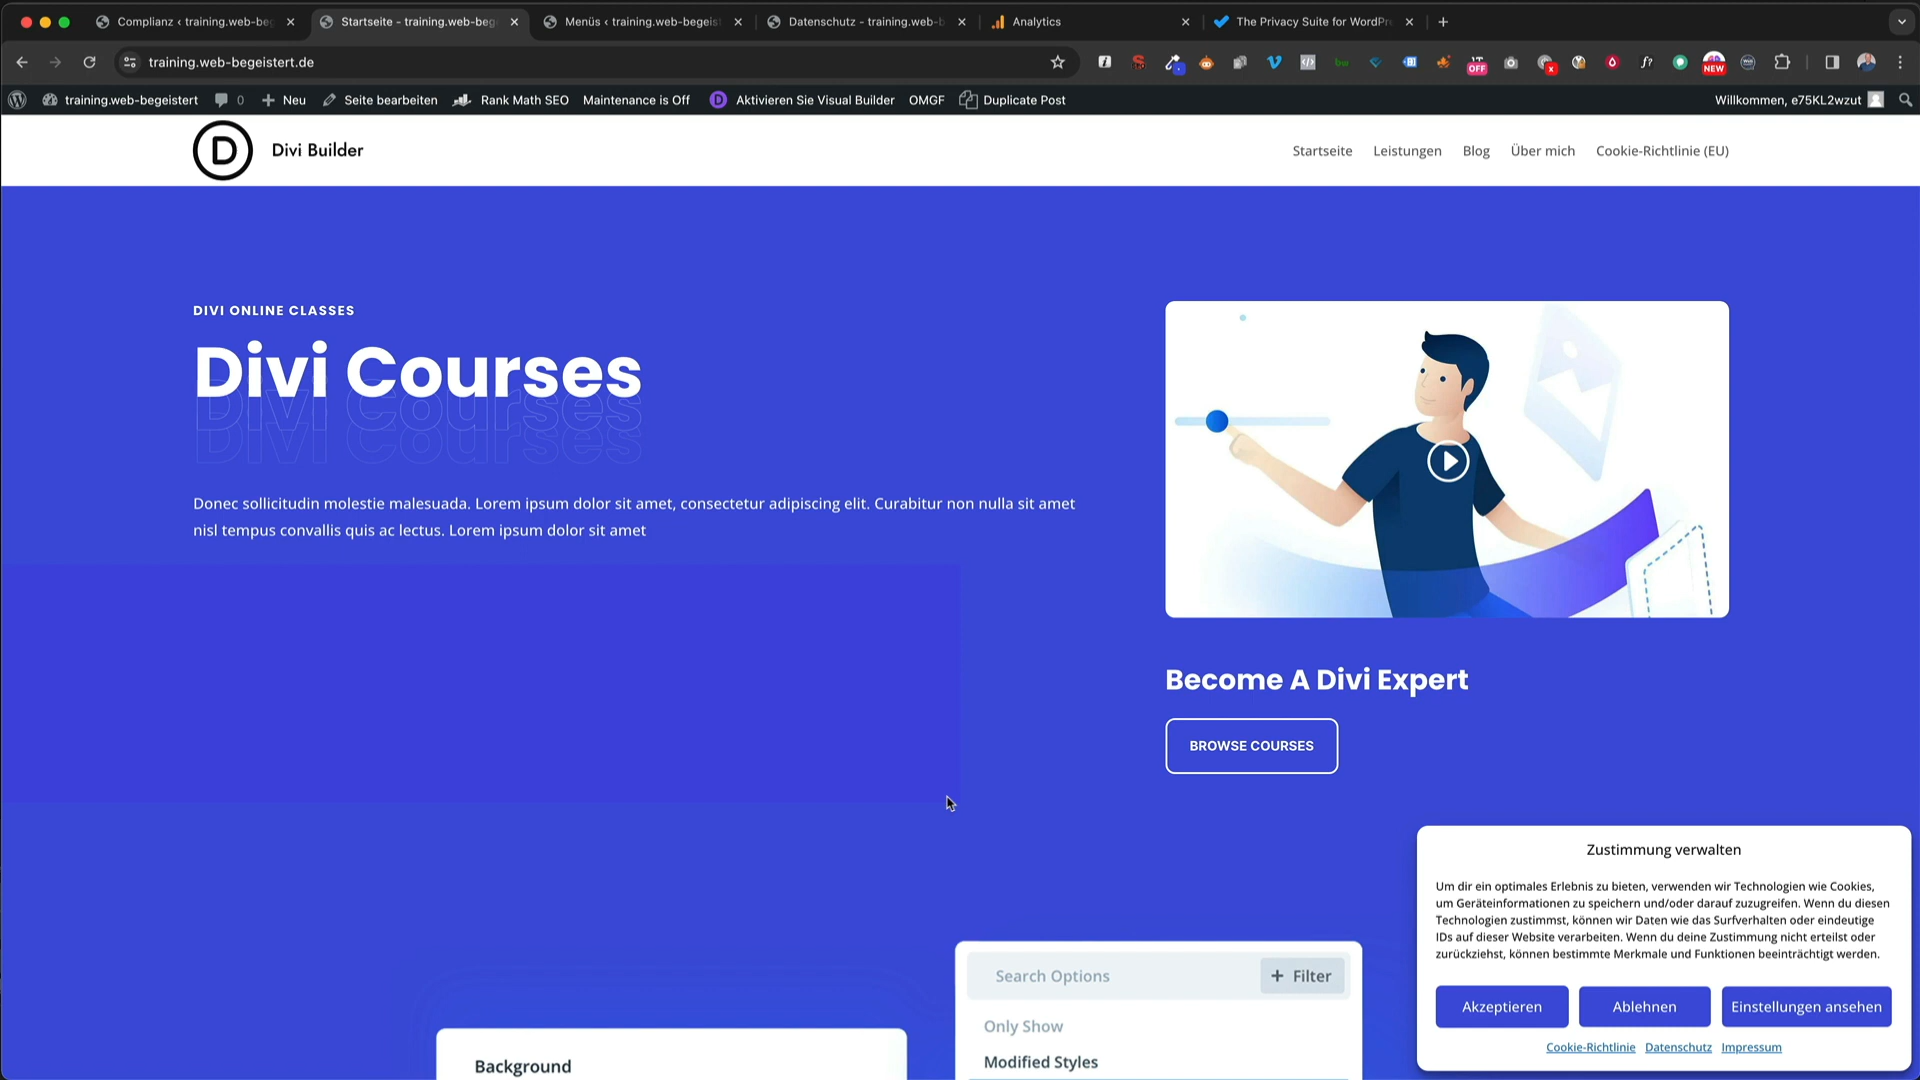 Complianz ‹ training.web-beg
Startseite - training.web-beg
Menüs ‹ training.web-begeist
Datenschutz - training.web-b
Analytics
The Privacy Suite for WordPr
training.web-begeistert.de
OFF
NEW
training.web-begeistert
0
Neu
Seite bearbeiten
Rank Math SEO
Maintenance is Off
Aktivieren Sie Visual Builder
OMGF
Duplicate Post
Willkommen, e75KL2wzut
D
Divi Builder
Startseite
Leistungen
Blog
Über mich
Cookie-Richtlinie (EU)
DIVI ONLINE CLASSES
Divi Courses
Divi Courses
Divi Courses
Donec sollicitudin molestie malesuada. Lorem ipsum dolor sit amet, consectetur adipiscing elit. Curabitur non nulla sit amet
nisl tempus convallis quis ac lectus. Lorem ipsum dolor sit amet
Become A Divi Expert
BROWSE COURSES
Search Options
+ Filter
Only Show
Modified Styles
Background
Zustimmung verwalten
Um dir ein optimales Erlebnis zu bieten, verwenden wir Technologien wie Cookies,
um Geräteinformationen zu speichern und/oder darauf zuzugreifen. Wenn du diesen
Technologien zustimmst, können wir Daten wie das Surfverhalten oder eindeutige
IDs auf dieser Website verarbeiten. Wenn du deine Zustimmung nicht erteilst oder
zurückziehst, können bestimmte Merkmale und Funktionen beeinträchtigt werden.
Akzeptieren
Ablehnen
Einstellungen ansehen
Cookie-Richtlinie
Datenschutz
Impressum